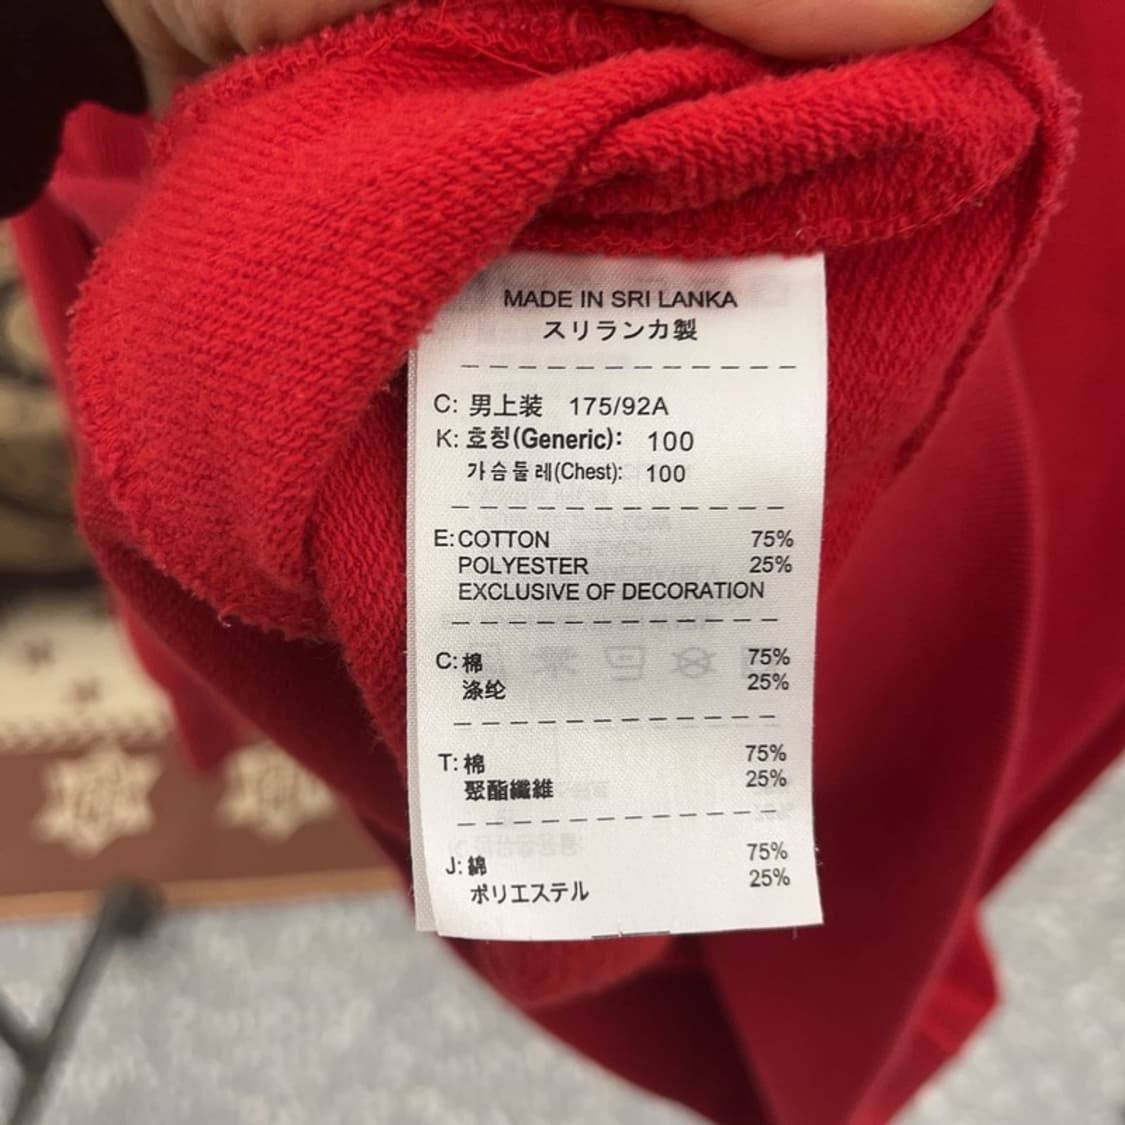 MADE IN SRI LANKA
スリランカ製
C: 男上装 175/92A
K: 호칭(Generic): 100
가슴둘레(Chest): 100
E: COTTON 75%
POLYESTER 25%
EXCLUSIVE OF DECORATION
C: 棉 75%
涤纶 25%
T: 棉 75%
聚酯纖維 25%
J: 綿 75%
ポリエステル 25%